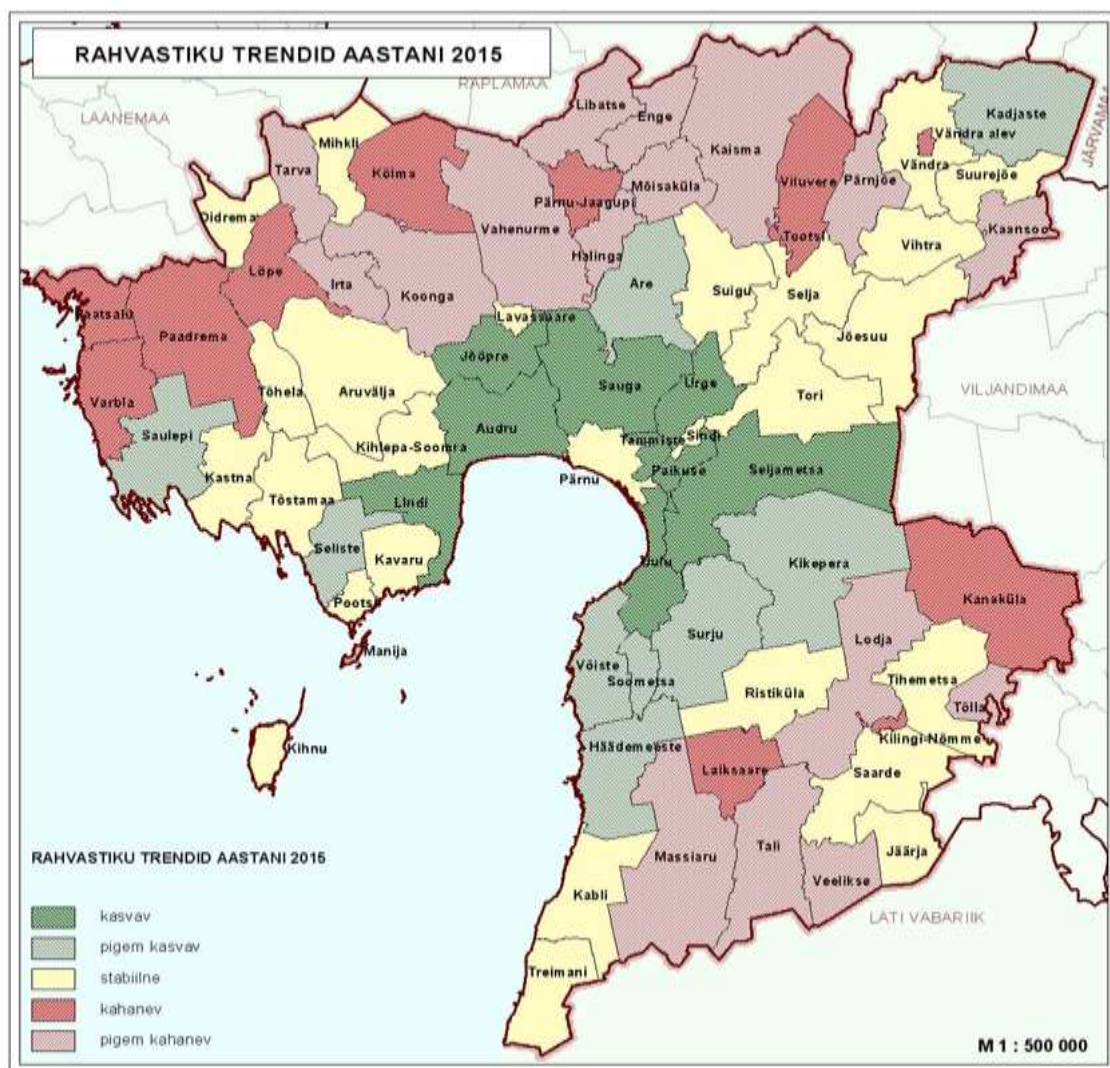 RAHVASTIKU TRENDID AASTANI 2015
RAPLAMAA
LÄÄNEMAA
JÄRVAMAA
Libatse
Enge
Kadjaste
Mihkli
Vändra alev
Tarva
Kõima
Kaisma
Vändra
Suurejõe
Mõisaküla
Viluvere
Pärnjõe
Pärnu-Jaagupi
Didrema
Vahenurme
Kaansoo
Tootsi
Vihtra
Halinga
Lõpe
Irta
Koonga
Are
Suigu
Selja
Paatsalu
Lavassaare
Paadrema
Jõesuu
Jõõpre
Tõhela
Aruvälja
Sauga
Urge
VILJANDIMAA
Varbla
Tori
Saulepi
Audru
Kihlepa-Soomra
Tammiste
Sindi
Kastna
Pärnu
Paikuse
Seljametsa
Tõstamaa
Lindi
Seliste
Kavaru
Uulu
Kikepera
Pootsi
Kanaküla
Surju
Lodja
Manija
Võiste
Soometsa
Ristiküla
Tihemetsa
Tõlla
Kihnu
Häädemeeste
Kilingi-Nõmme
Laiksaare
Saarde
Massiaru
Tali
Jäärja
Veelikse
Kabli
LÄTI VABARIIK
Treimani
RAHVASTIKU TRENDID AASTANI 2015
kasvav
pigem kasvav
stabiilne
kahanev
pigem kahanev
M 1 : 500 000